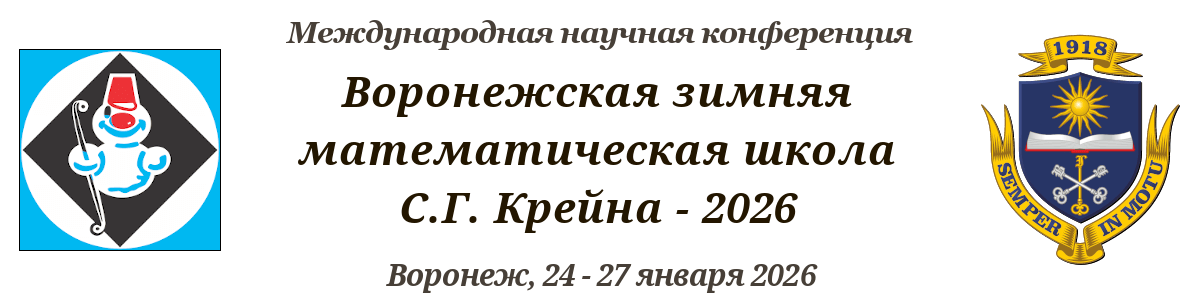 Международная научная конференция
Воронежская зимняя
математическая школа
С.Г. Крейна - 2026
Воронеж, 24 - 27 января 2026
1918
SEMPER IN MOTU